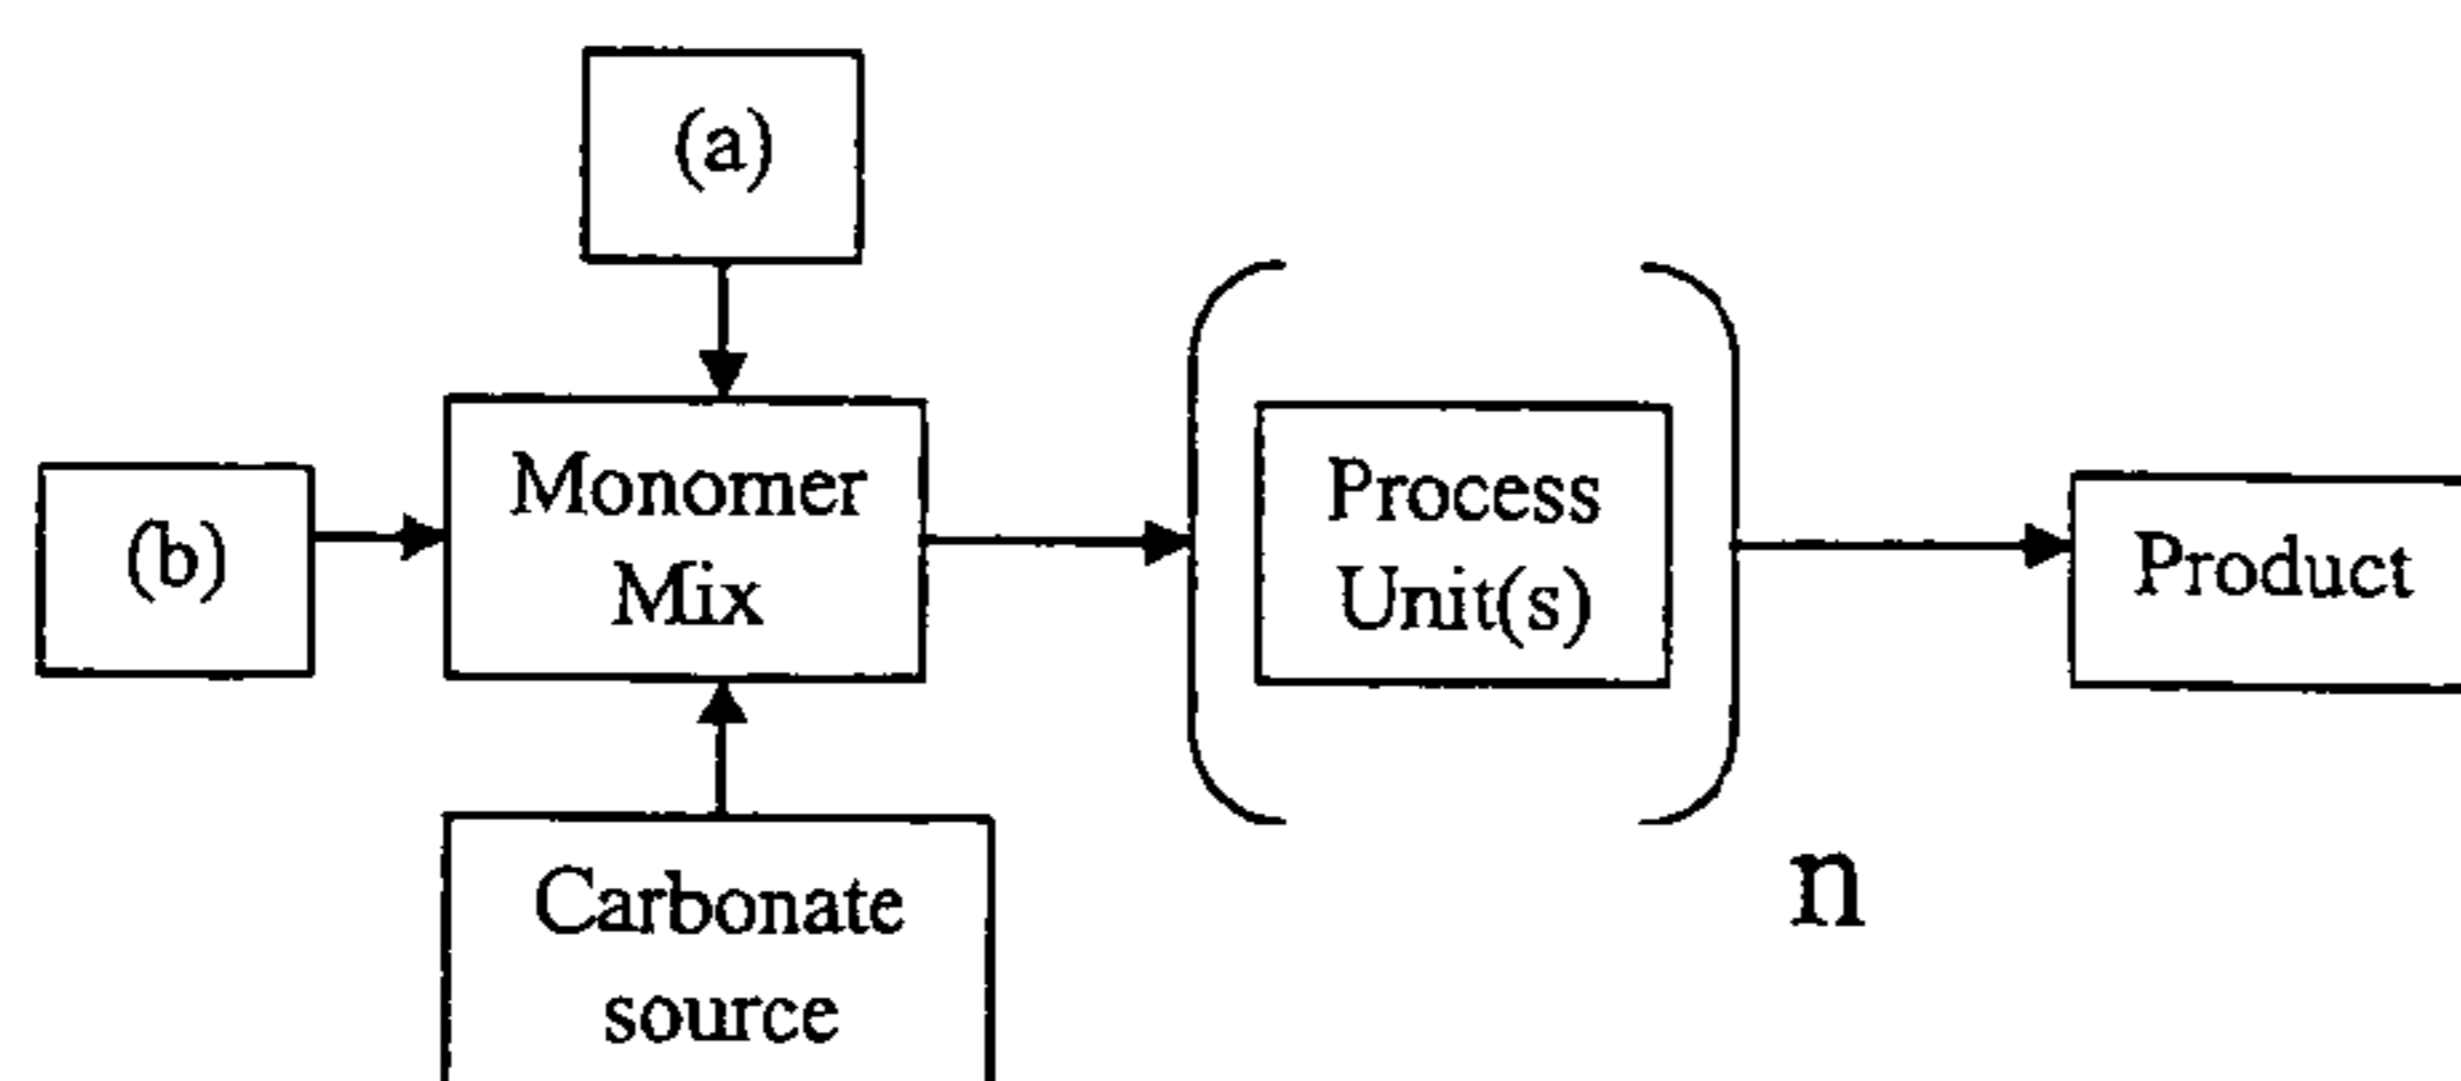 (a)
(b)
Monomer
Mix
Process
Unit(s)
Product
n
Carbonate
source